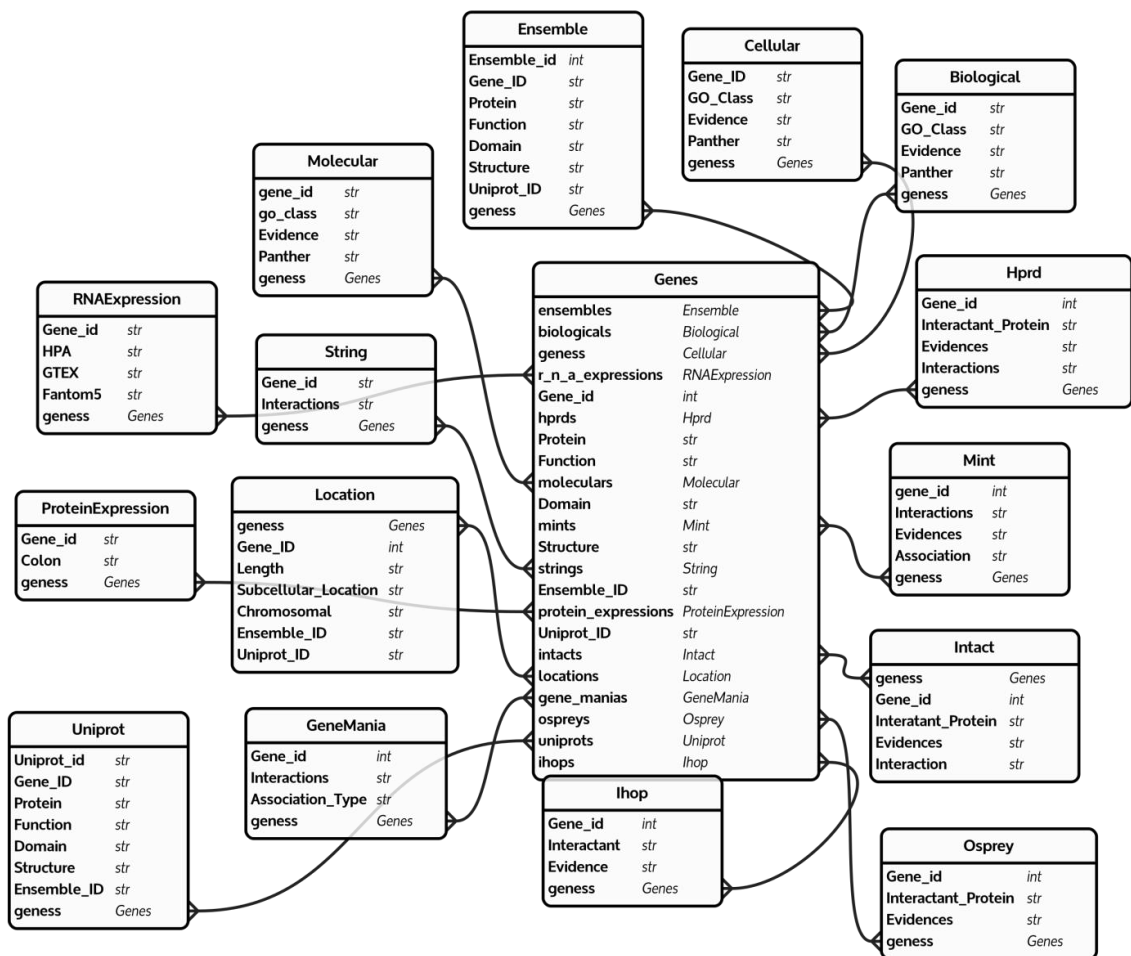 Ensemble
Ensemble_id int
Gene_ID str
Protein str
Function str
Domain str
Structure str
Uniprot_ID str
geness Genes
Cellular
Gene_ID str
GO_Class str
Evidence str
Panther str
geness Genes
Biological
Gene_id str
GO_Class str
Evidence str
Panther str
geness Genes
Molecular
gene_id str
go_class str
Evidence str
Panther str
geness Genes
RNAExpression
Gene_id str
HPA str
GTEX str
Fantom5 str
geness Genes
String
Gene_id str
Interactions str
geness Genes
Genes
ensembles Ensemble
biologicals Biological
geness Cellular
r_n_a_expressions RNAExpression
Gene_id int
hprds Hprd
Protein str
Function str
moleculars Molecular
Domain str
mints Mint
Structure str
strings String
Ensemble_ID str
protein_expressions ProteinExpression
Uniprot_ID str
intacts Intact
locations Location
gene_manias GeneMania
ospreys Osprey
uniprots Uniprot
ihops Ihop
Hprd
Gene_id int
Interactant_Protein str
Evidences str
Interactions str
geness Genes
Mint
gene_id int
Interactions str
Evidences str
Association str
geness Genes
ProteinExpression
Gene_id str
Colon str
geness Genes
Location
geness Genes
Gene_ID int
Length str
Subcellular_Location str
Chromosomal str
Ensemble_ID str
Uniprot_ID str
Intact
geness Genes
Gene_id int
Interatant_Protein str
Evidences str
Interaction str
Uniprot
Uniprot_id str
Gene_ID str
Protein str
Function str
Domain str
Structure str
Ensemble_ID str
geness Genes
GeneMania
Gene_id int
Interactions str
Association_Type str
geness Genes
Ihop
Gene_id int
Interactant str
Evidence str
geness Genes
Osprey
Gene_id int
Interactant_Protein str
Evidences str
geness Genes